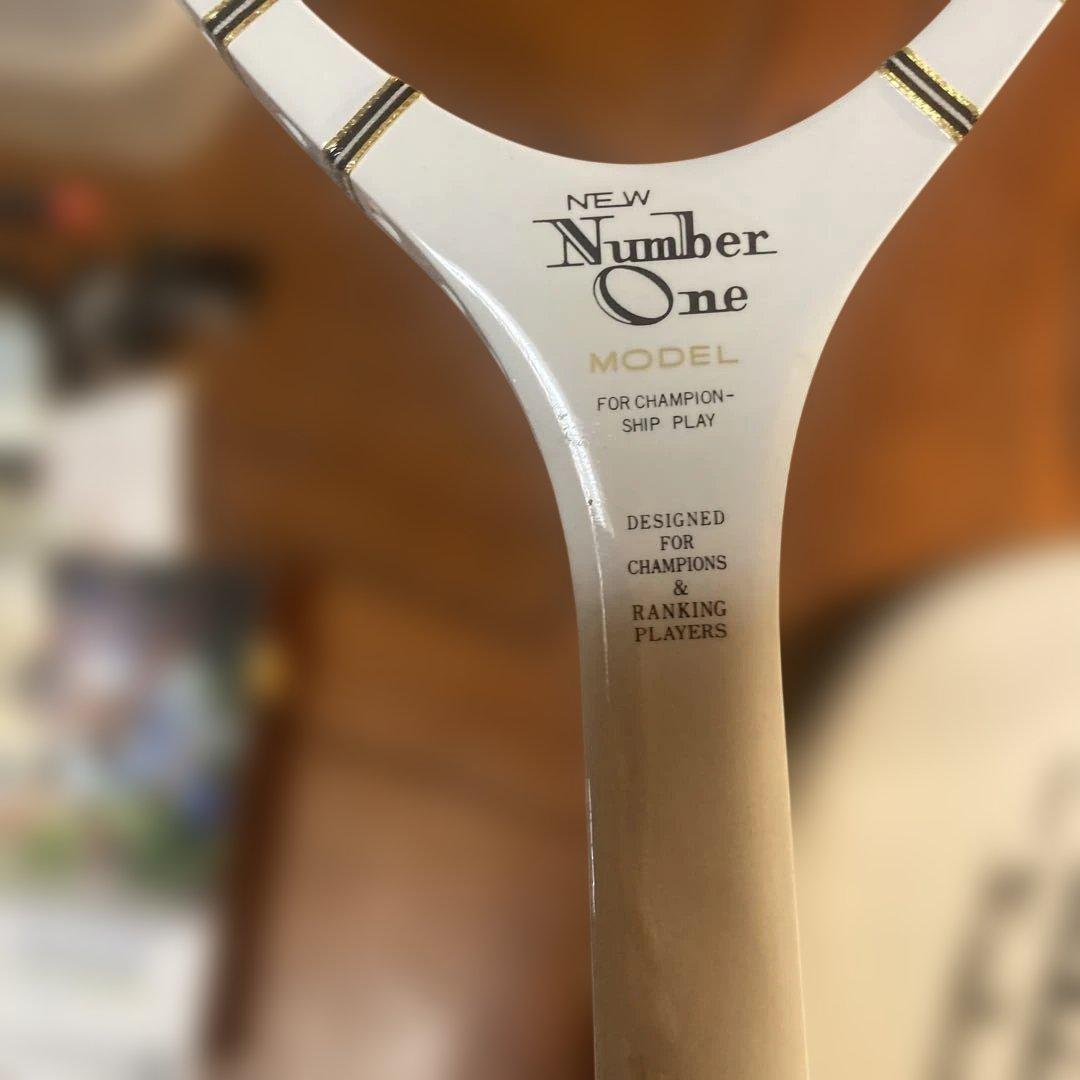 NEW
Number
One
MODEL
FOR CHAMPION-
SHIP PLAY
DESIGNED
FOR
CHAMPIONS
&
RANKING
PLAYERS